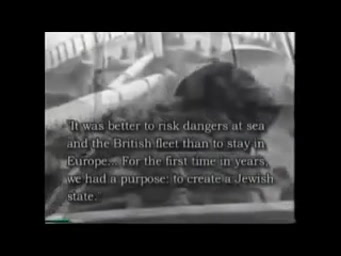 "It was better to risk dangers at sea
and the British fleet than to stay in
Europe... For the first time in years,
we had a purpose: to create a Jewish
state."